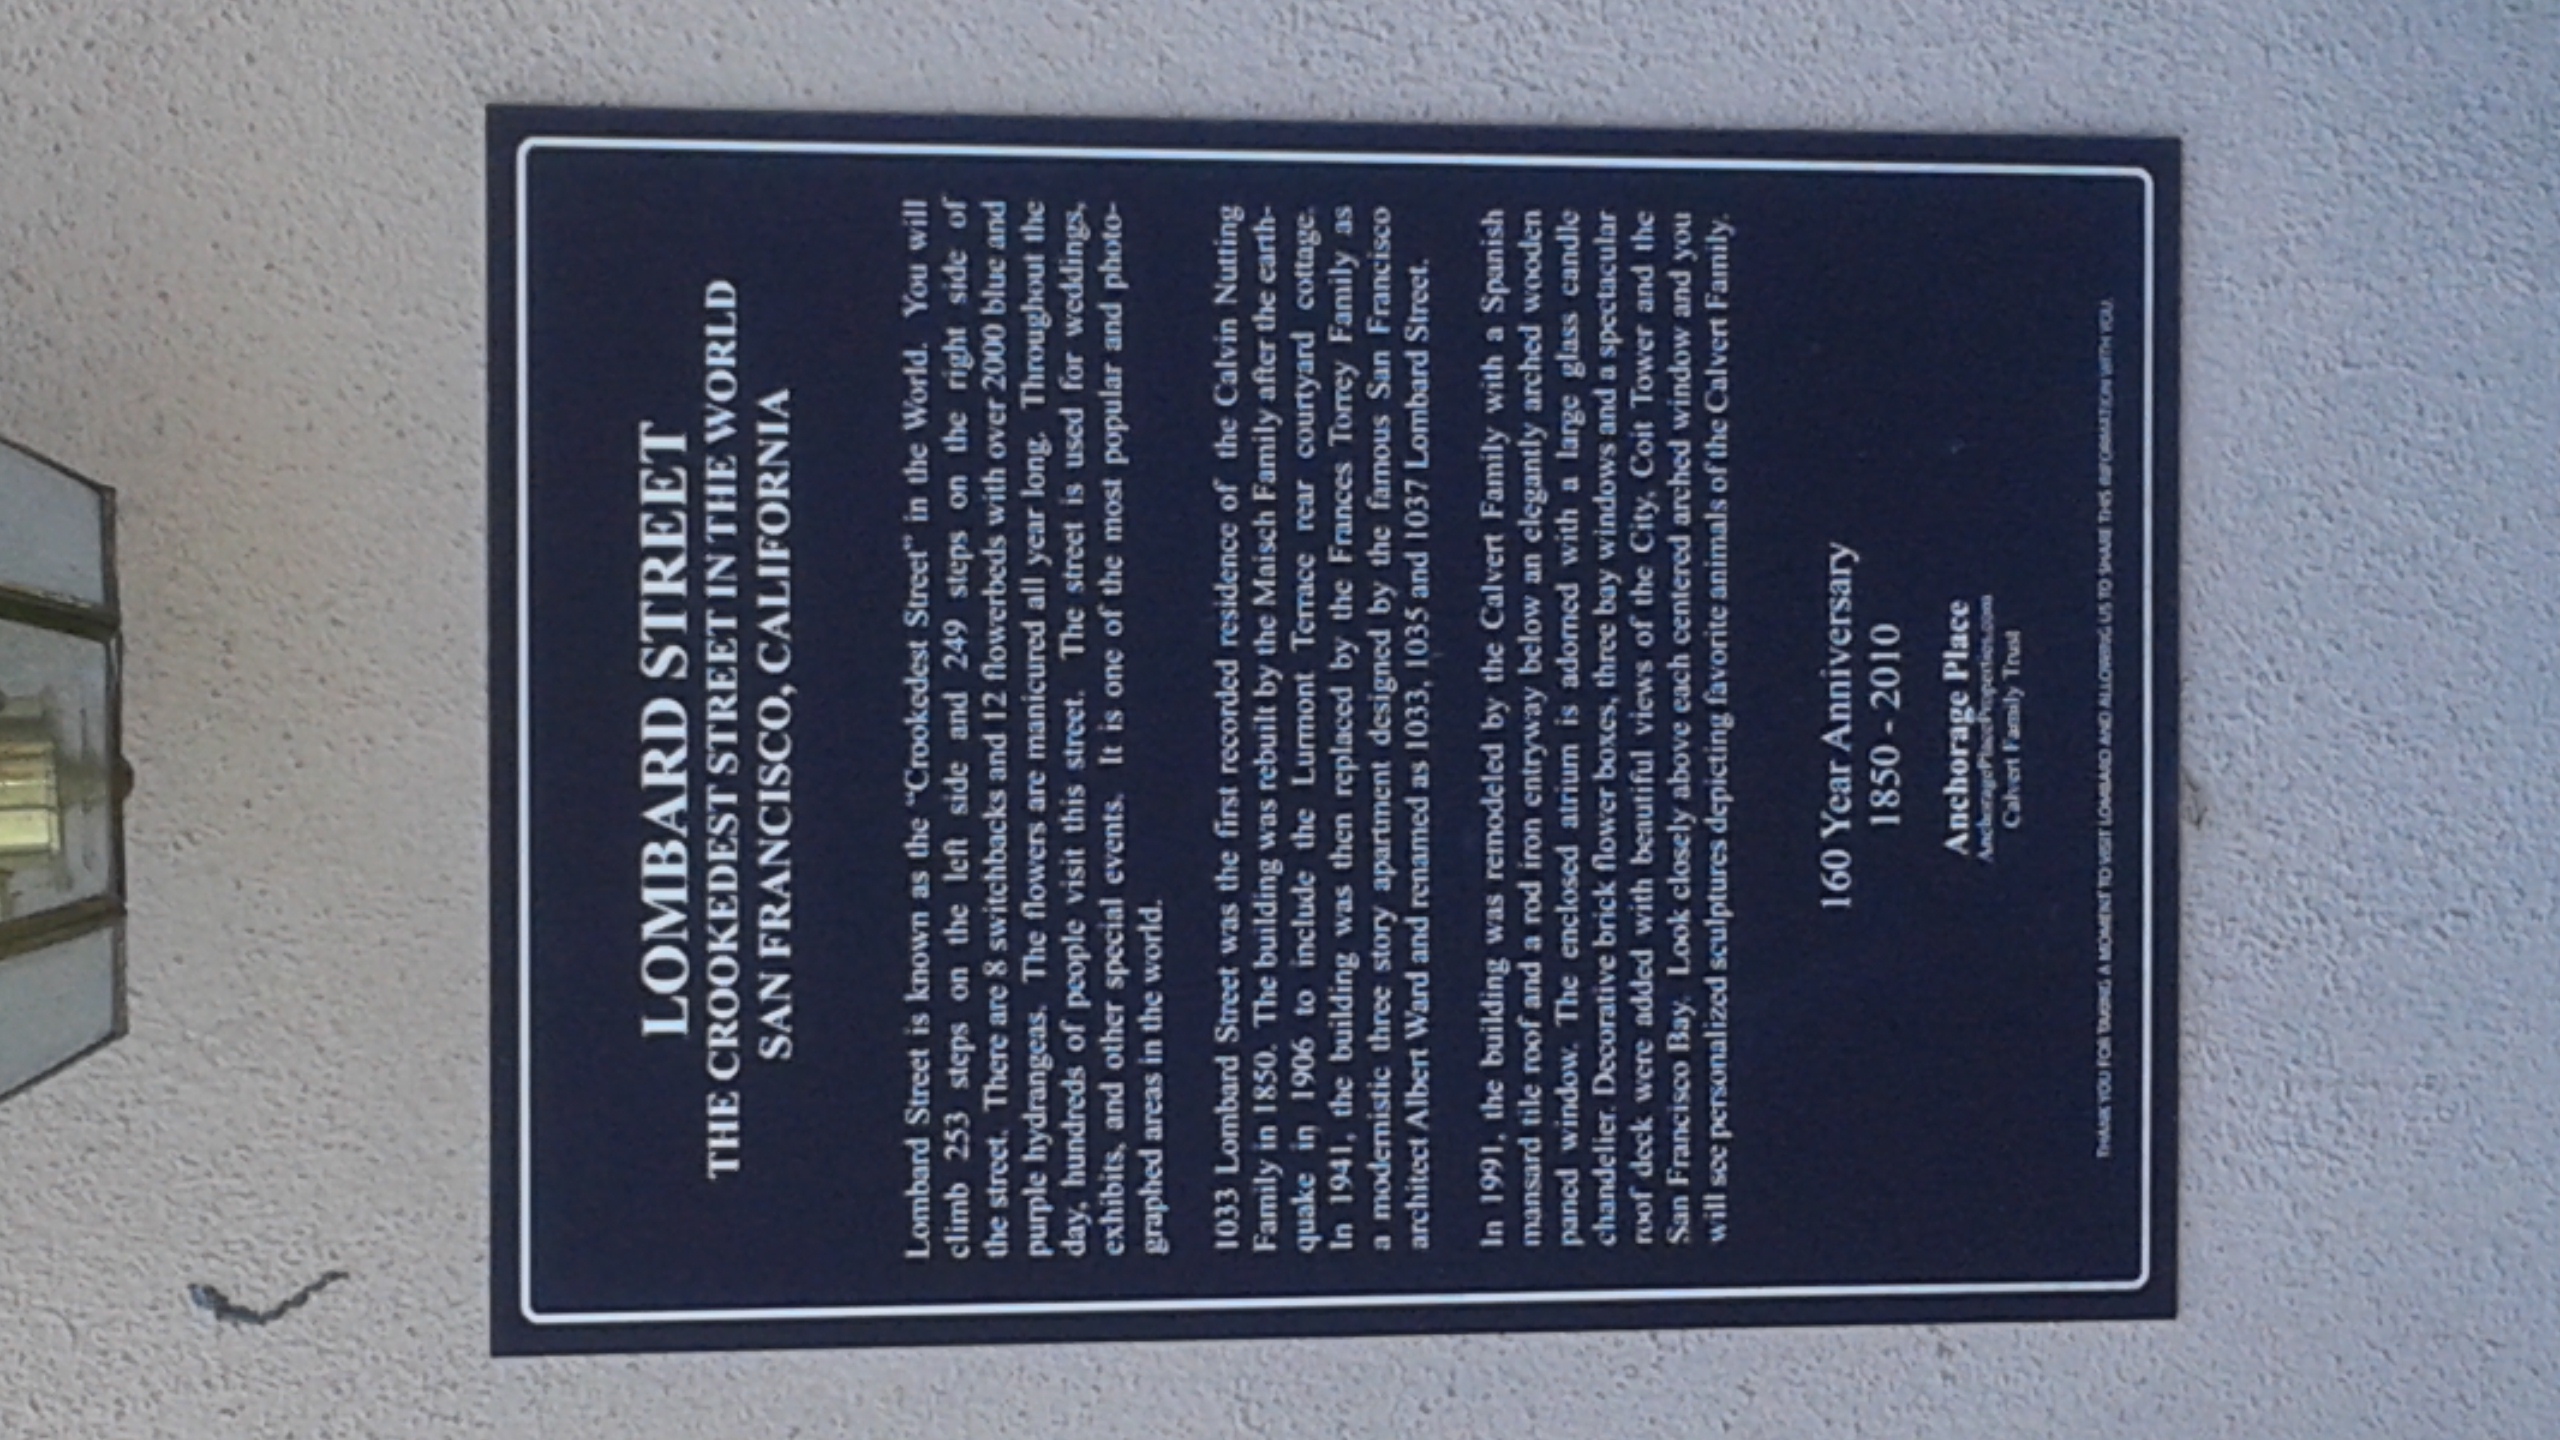 LOMBARD STREET
THE CROOKEDEST STREET IN THE WORLD
SAN FRANCISCO, CALIFORNIA
Lombard Street is known as the “Crookedest Street” in the World. You will
climb 253 steps on the left side and 249 steps on the right side of
the street. There are 8 switchbacks and 12 flowerbeds with over 2000 blue and
purple hydrangeas. The flowers are manicured all year long. Throughout the
day, hundreds of people visit this street. The street is used for weddings,
exhibits, and other special events. It is one of the most popular and photo-
graphed areas in the world.
1033 Lombard Street was the first recorded residence of the Calvin Nutting
Family in 1850. The building was rebuilt by the Maisch Family after the earth-
quake in 1906 to include the Lurmont Terrace rear courtyard cottage.
In 1941, the building was then replaced by the Frances Torrey Family as
a modernistic three story apartment designed by the famous San Francisco
architect Albert Ward and renamed as 1033, 1035 and 1037 Lombard Street.
In 1991, the building was remodeled by the Calvert Family with a Spanish
mansard tile roof and a rod iron entryway below an elegantly arched wooden
paned window. The enclosed atrium is adorned with a large glass candle
chandelier. Decorative brick flower boxes, three bay windows and a spectacular
roof deck were added with beautiful views of the City, Coit Tower and the
San Francisco Bay. Look closely above each centered arched window and you
will see personalized sculptures depicting favorite animals of the Calvert Family.
160 Year Anniversary
1850 - 2010
Anchorage Place
AnchoragePlaceProperties.com
Calvert Family Trust
THANK YOU FOR TAKING A MOMENT TO VISIT LOMBARD AND ALLOWING US TO SHARE THIS INFORMATION WITH YOU.